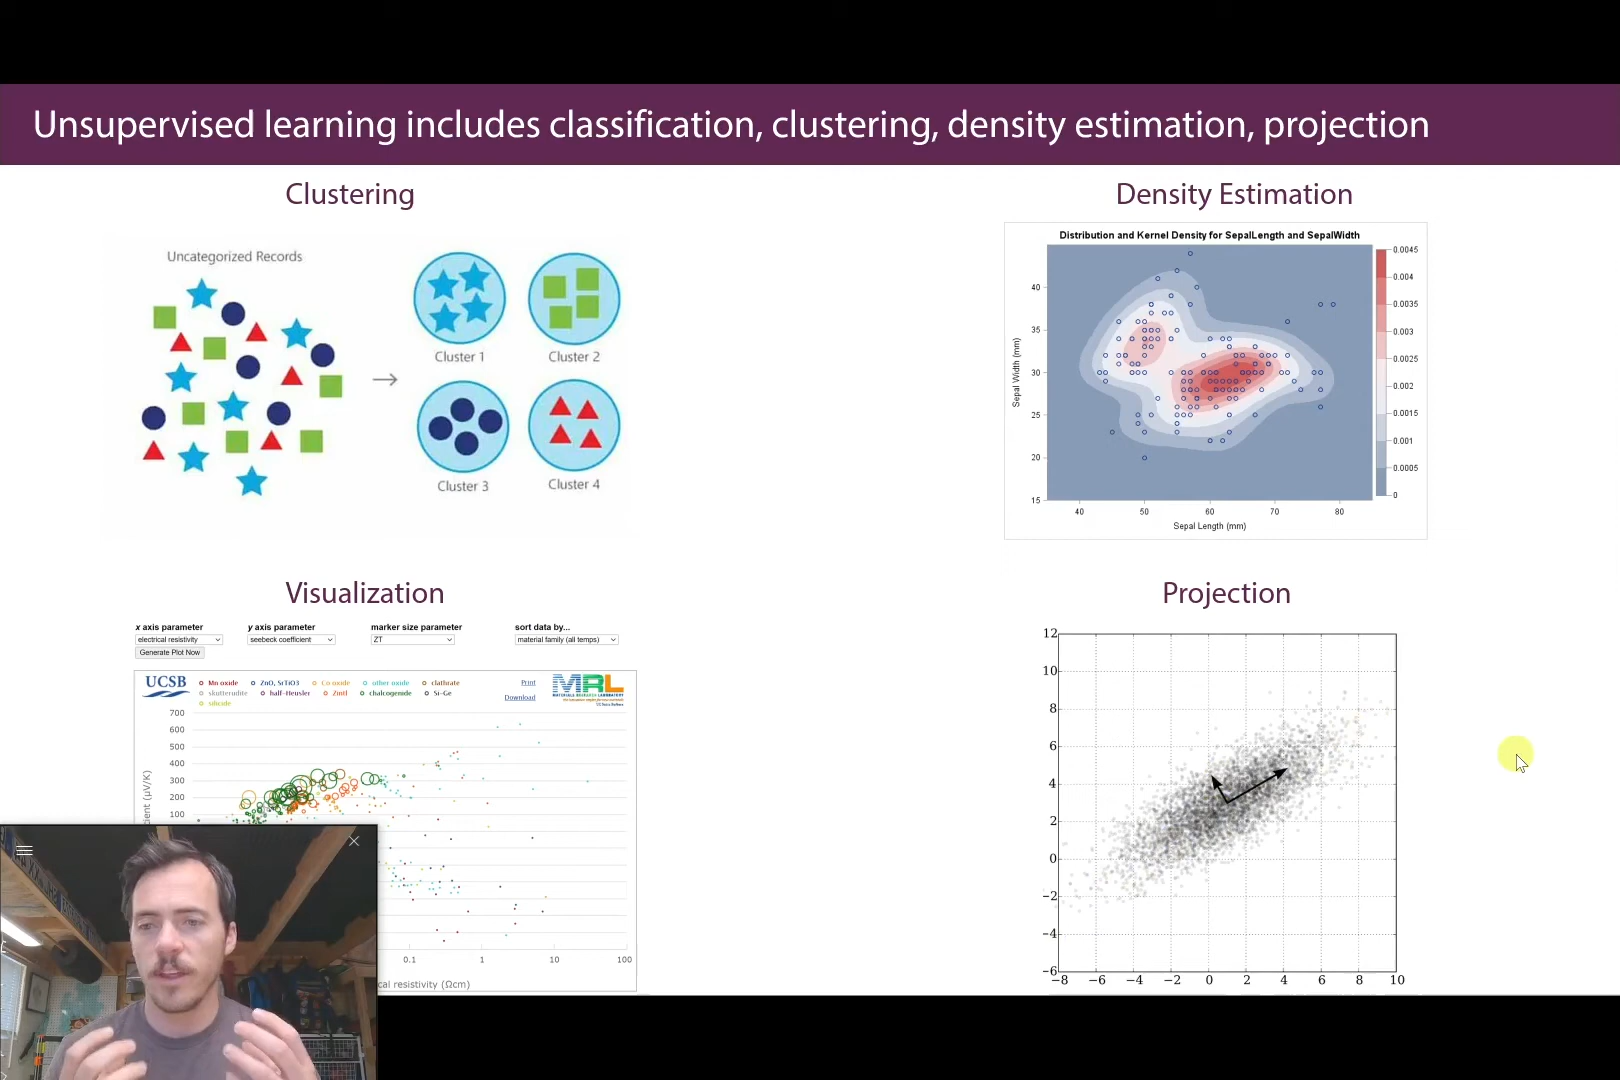 Unsupervised learning includes classification, clustering, density estimation, projection
Clustering
Uncategorized Records
Cluster 1
Cluster 2
Cluster 3
Cluster 4
Density Estimation
Distribution and Kernel Density for SepalLength and SepalWidth
Sepal Width (mm)
40
35
30
25
20
15
40 50 60 70 80
Sepal Length (mm)
0.0045
0.004
0.0035
0.003
0.0025
0.002
0.0015
0.001
0.0005
0
Visualization
x axis parameter y axis parameter marker size parameter sort data by...
electrical resistivity seebeck coefficient ZT material family (all temps)
Generate Plot Now
UCSB
Mn oxide ZnO, SrTiO3 Co oxide other oxide clathrate
skutterudite half-Heusler Zintl chalcogenide Si-Ge
silicide
Print
Download
MRL
MATERIALS RESEARCH LABORATORY
700
600
500
400
300
200
100
cient (μV/K)
0.1 1 10 100
cal resistivity (Ωcm)
Projection
12
10
8
6
4
2
0
−2
−4
−6
−8 −6 −4 −2 0 2 4 6 8 10